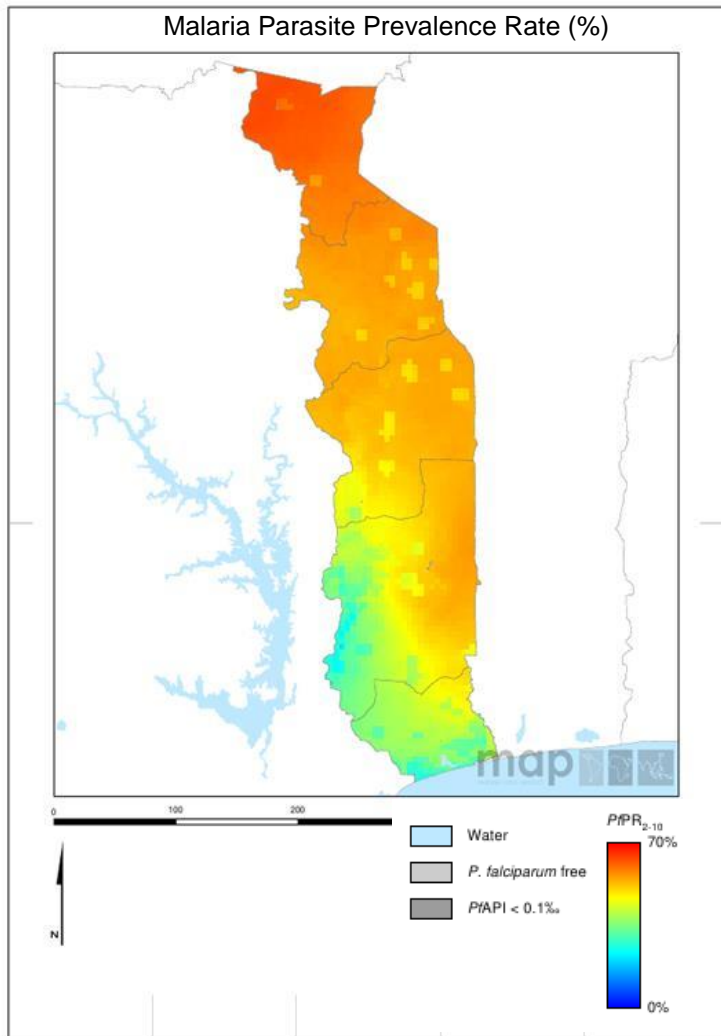 Malaria Parasite Prevalence Rate (%)
map
0 100 200
Water
P. falciparum free
PfAPI < 0.1‰
PfPR2-10
70%
0%
N